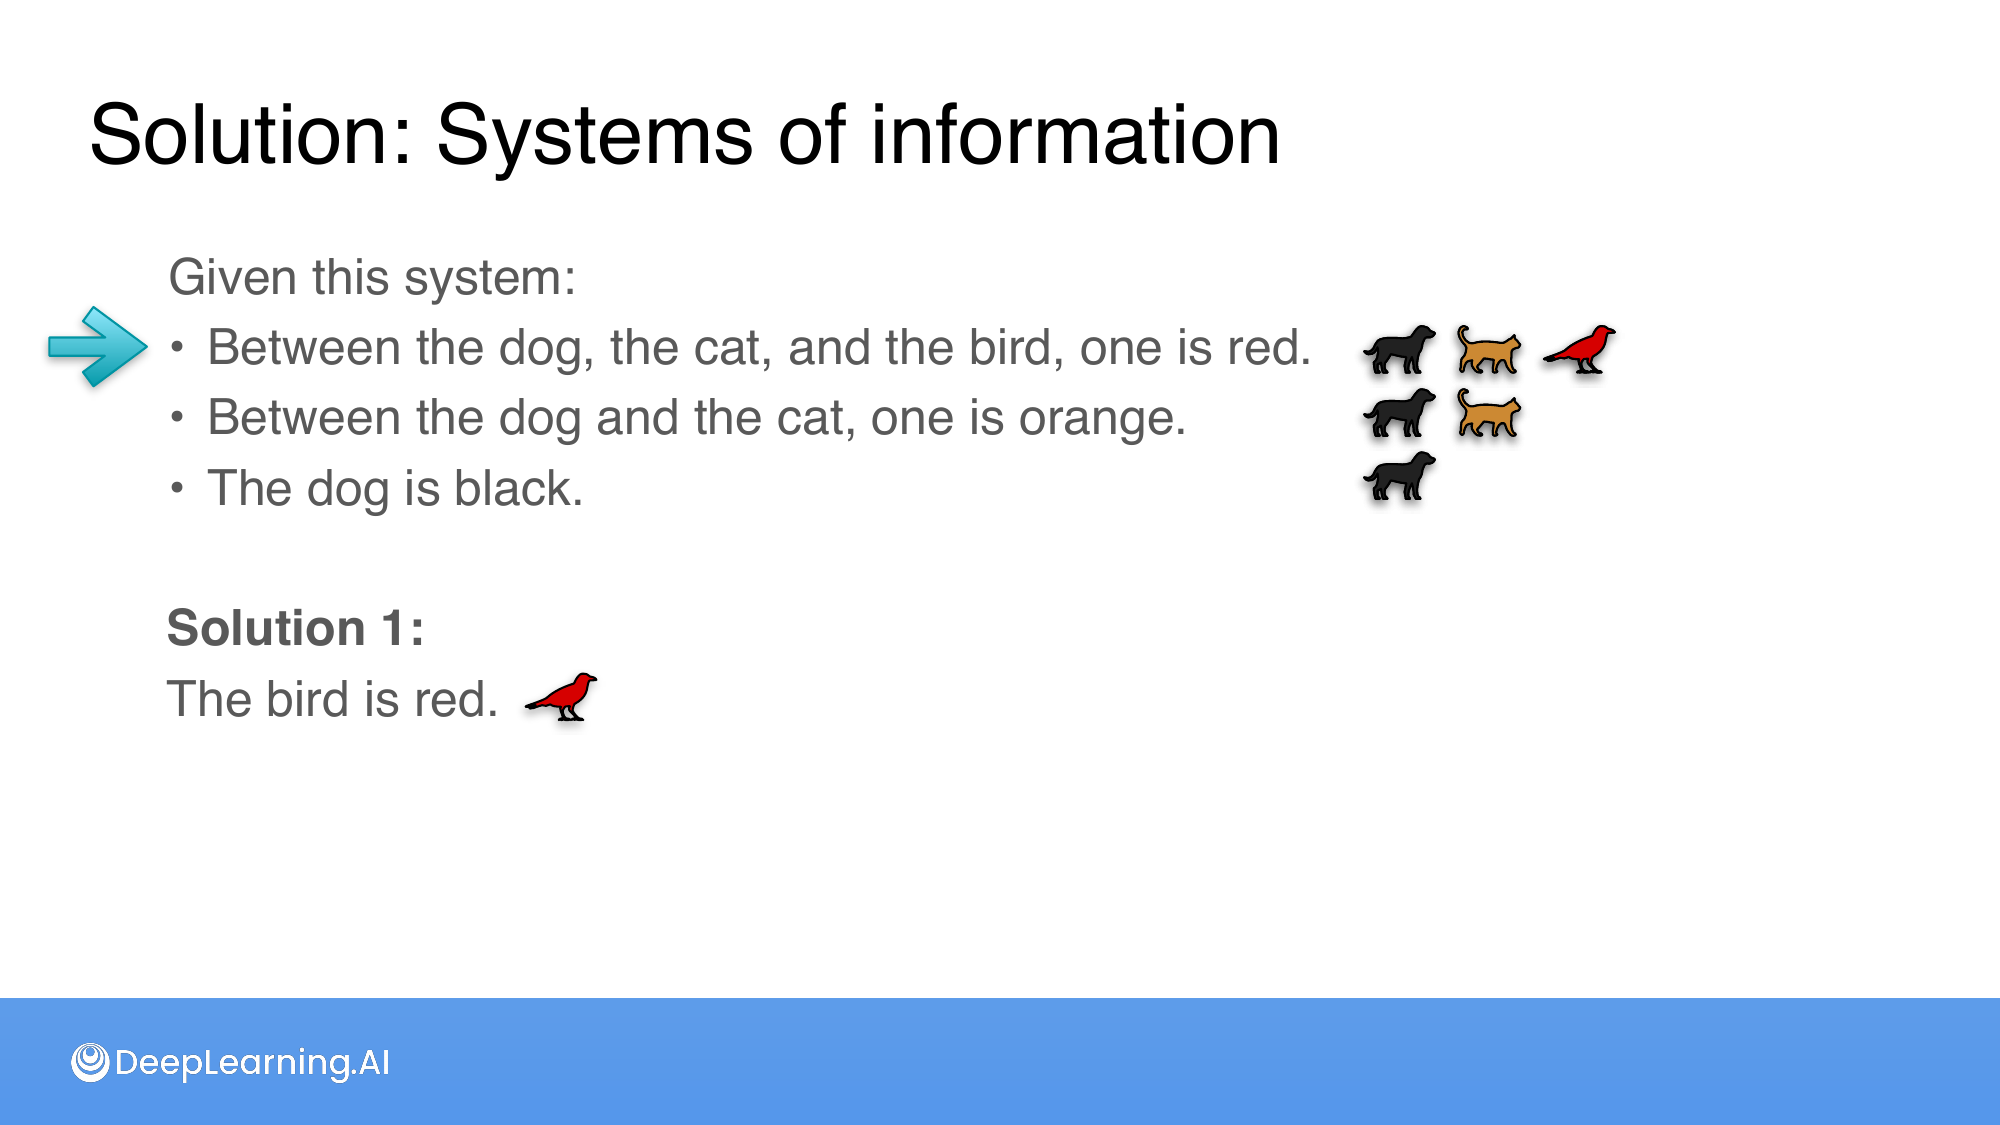 Solution: Systems of information
Given this system:
• Between the dog, the cat, and the bird, one is red.
• Between the dog and the cat, one is orange.
• The dog is black.
Solution 1:
The bird is red.
DeepLearning.AI